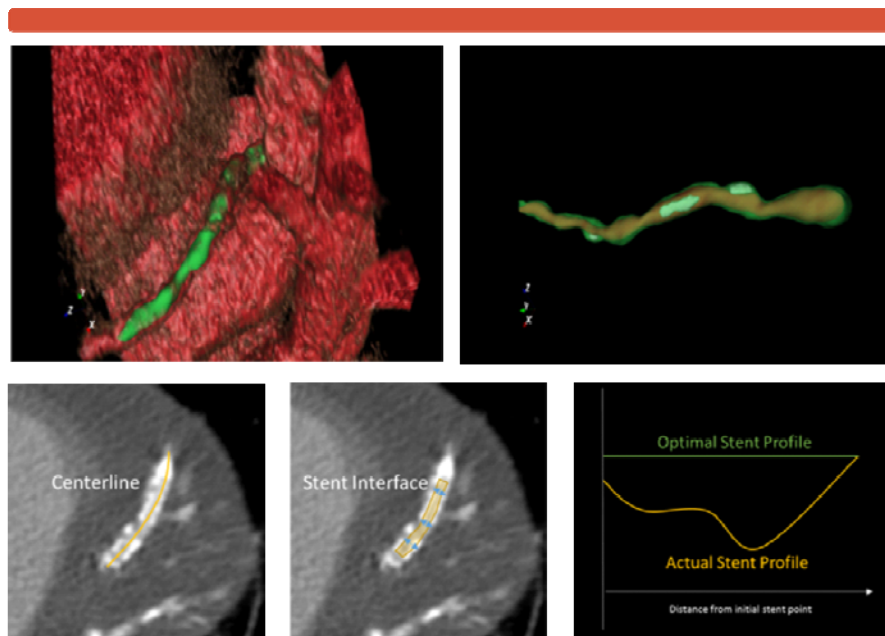 Y
Z
X
Z
Y
X
Centerline
Stent Interface
Optimal Stent Profile
Actual Stent Profile
Distance from initial stent point